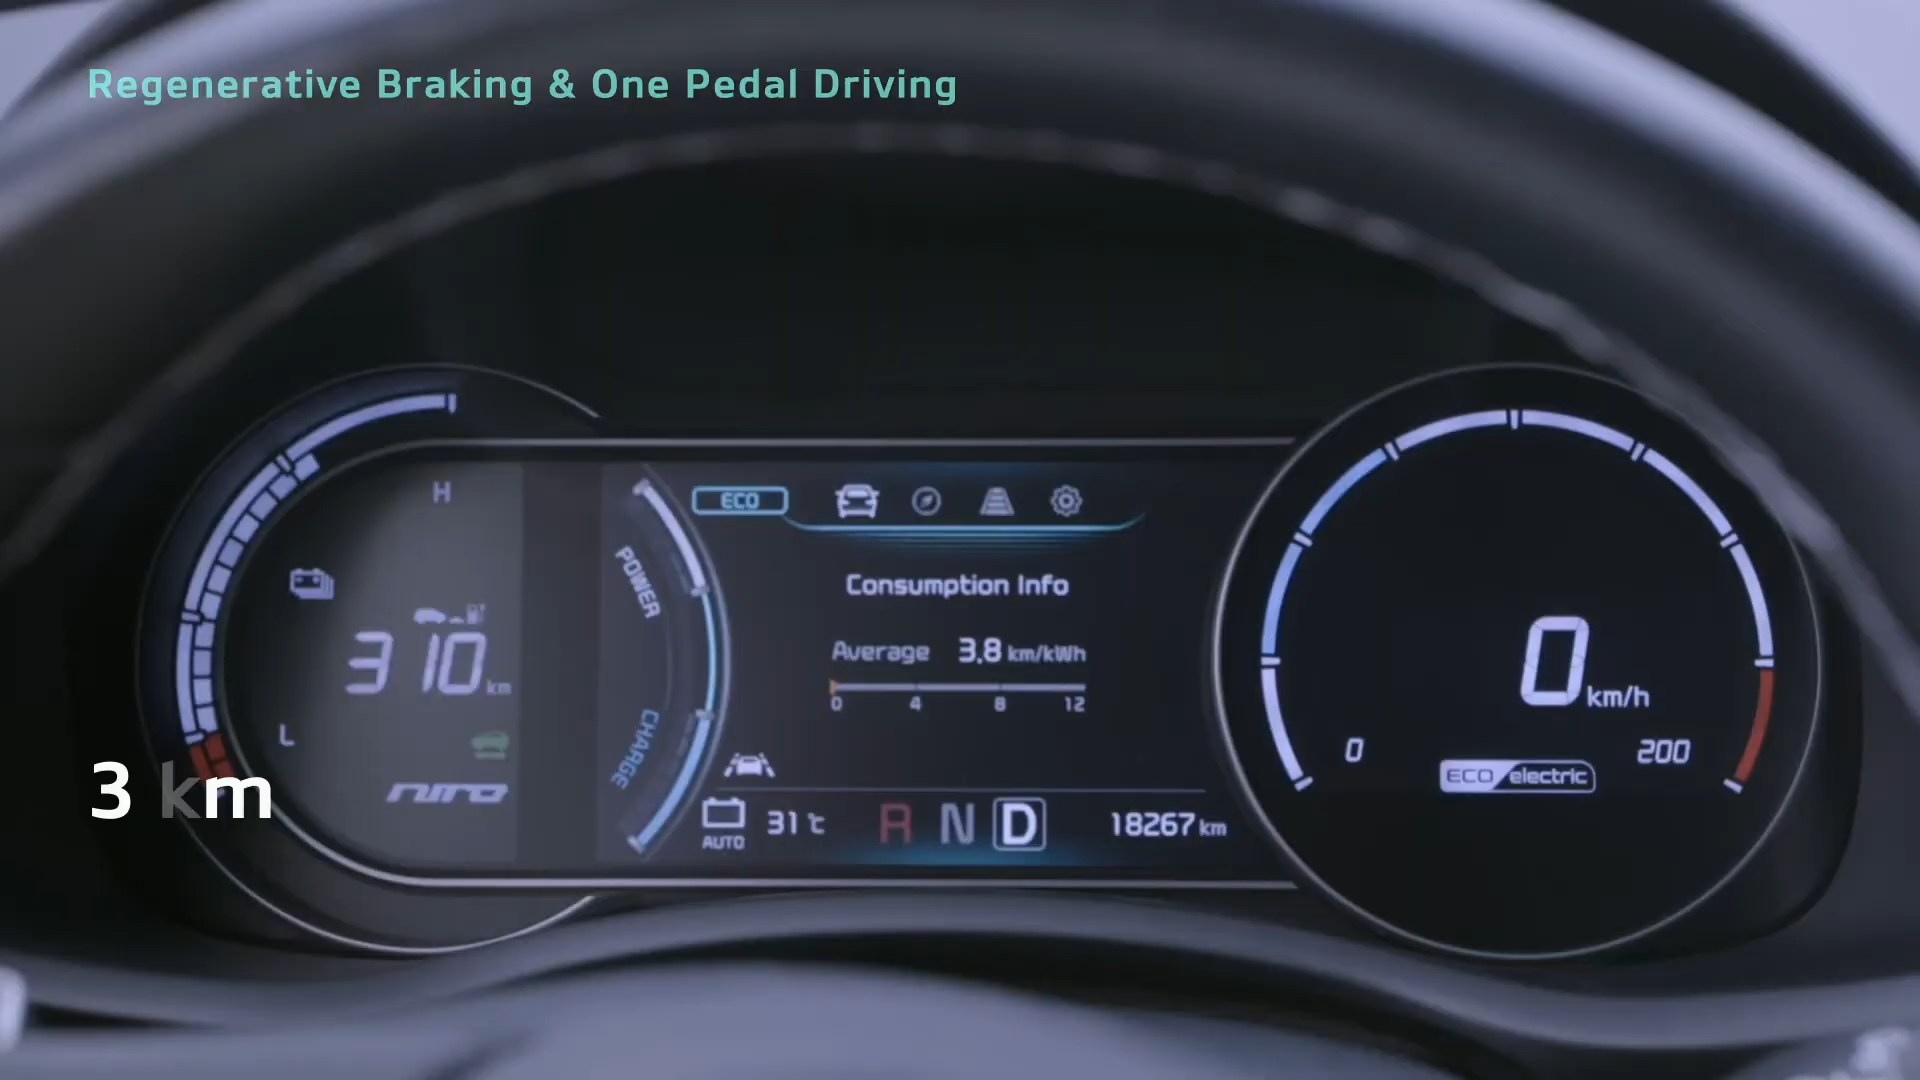 Regenerative Braking & One Pedal Driving
H
310 km
L
NIRO
3 km
POWER
CHARGE
ECO
Consumption Info
Average 3.8 km/kWh
0 4 8 12
AUTO 31 ℃ R N D 18267 km
0 km/h
0 200
ECO electric